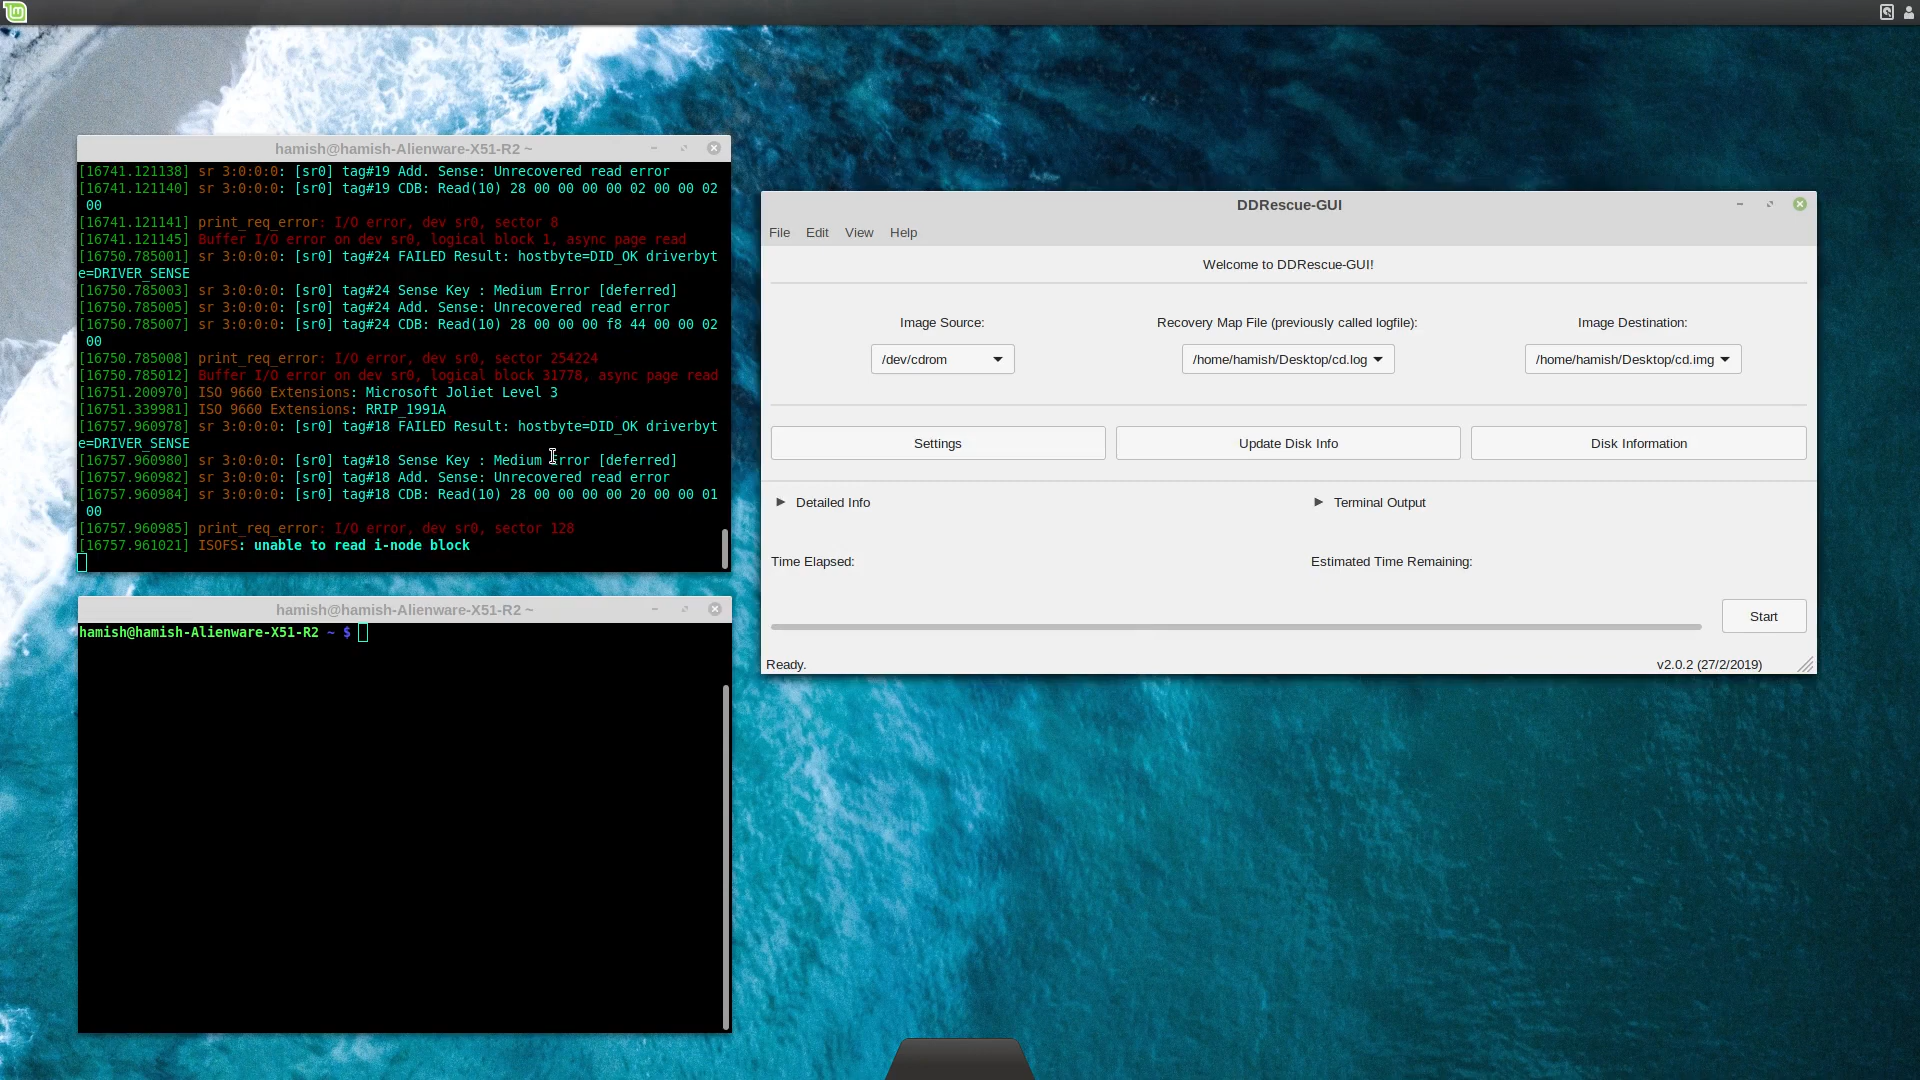 hamish@hamish-Alienware-X51-R2 ~
[16741.121138] sr 3:0:0:0: [sr0] tag#19 Add. Sense: Unrecovered read error
[16741.121140] sr 3:0:0:0: [sr0] tag#19 CDB: Read(10) 28 00 00 00 00 02 00 00 02
00
[16741.121141] print_req_error: I/O error, dev sr0, sector 8
[16741.121145] Buffer I/O error on dev sr0, logical block 1, async page read
[16750.785001] sr 3:0:0:0: [sr0] tag#24 FAILED Result: hostbyte=DID_OK driverbyt
e=DRIVER_SENSE
[16750.785003] sr 3:0:0:0: [sr0] tag#24 Sense Key : Medium Error [deferred]
[16750.785005] sr 3:0:0:0: [sr0] tag#24 Add. Sense: Unrecovered read error
[16750.785007] sr 3:0:0:0: [sr0] tag#24 CDB: Read(10) 28 00 00 00 f8 44 00 00 02
00
[16750.785008] print_req_error: I/O error, dev sr0, sector 254224
[16750.785012] Buffer I/O error on dev sr0, logical block 31778, async page read
[16751.200970] ISO 9660 Extensions: Microsoft Joliet Level 3
[16751.339981] ISO 9660 Extensions: RRIP_1991A
[16757.960978] sr 3:0:0:0: [sr0] tag#18 FAILED Result: hostbyte=DID_OK driverbyt
e=DRIVER_SENSE
[16757.960980] sr 3:0:0:0: [sr0] tag#18 Sense Key : Medium Error [deferred]
[16757.960982] sr 3:0:0:0: [sr0] tag#18 Add. Sense: Unrecovered read error
[16757.960984] sr 3:0:0:0: [sr0] tag#18 CDB: Read(10) 28 00 00 00 00 20 00 00 01
00
[16757.960985] print_req_error: I/O error, dev sr0, sector 128
[16757.961021] ISOFS: unable to read i-node block
hamish@hamish-Alienware-X51-R2 ~
hamish@hamish-Alienware-X51-R2 ~ $
DDRescue-GUI
File Edit View Help
Welcome to DDRescue-GUI!
Image Source: Recovery Map File (previously called logfile): Image Destination:
/dev/cdrom /home/hamish/Desktop/cd.log /home/hamish/Desktop/cd.img
Settings Update Disk Info Disk Information
Detailed Info Terminal Output
Time Elapsed: Estimated Time Remaining:
Start
Ready. v2.0.2 (27/2/2019)